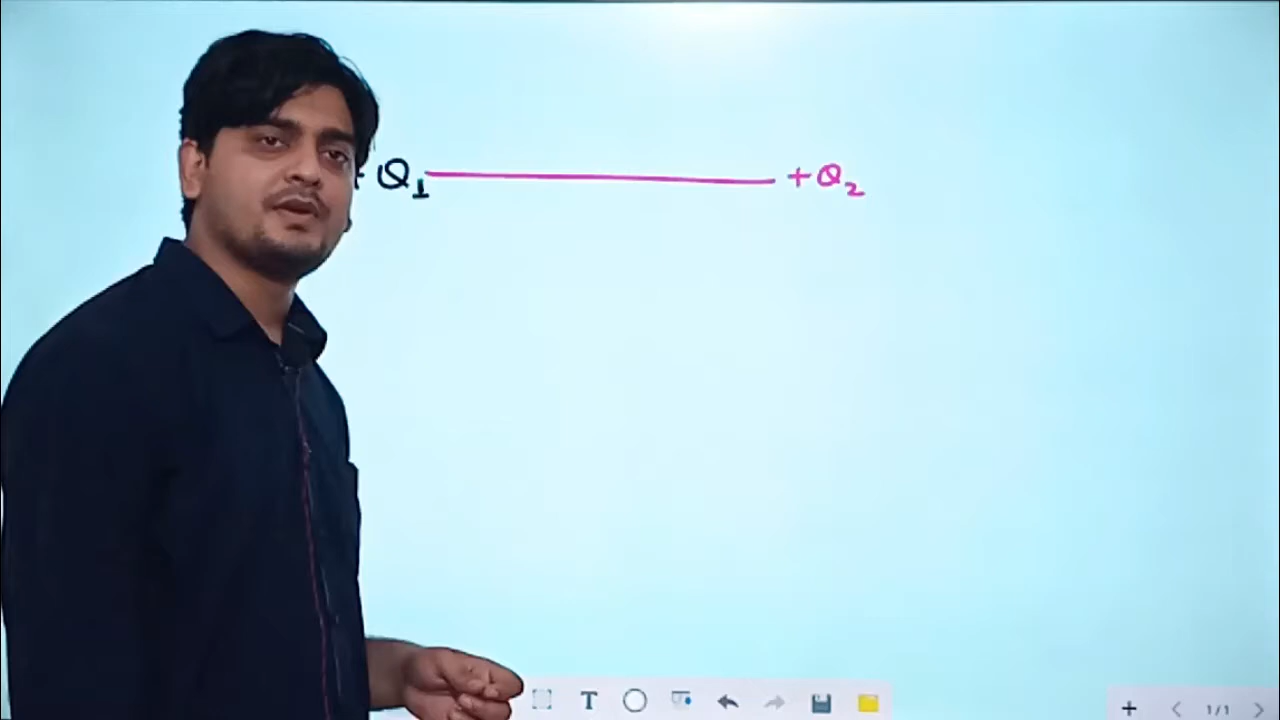 + Q₁ + Q₂
T
+ < 1/1 >